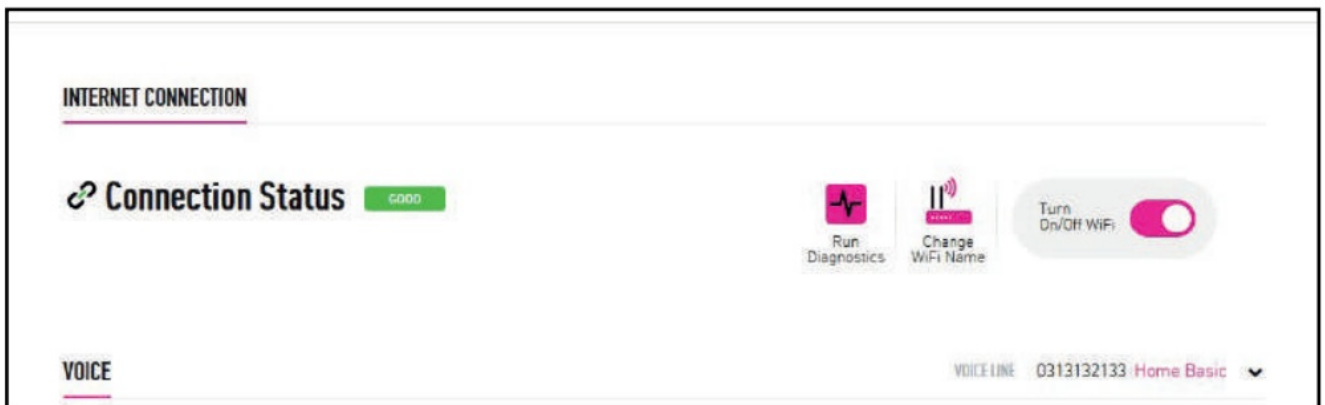 INTERNET CONNECTION
Connection Status GOOD
Run
Diagnostics
Change
WiFi Name
Turn
On/Off WiFi
VOICE
VOICE LINE 0313132133 Home Basic